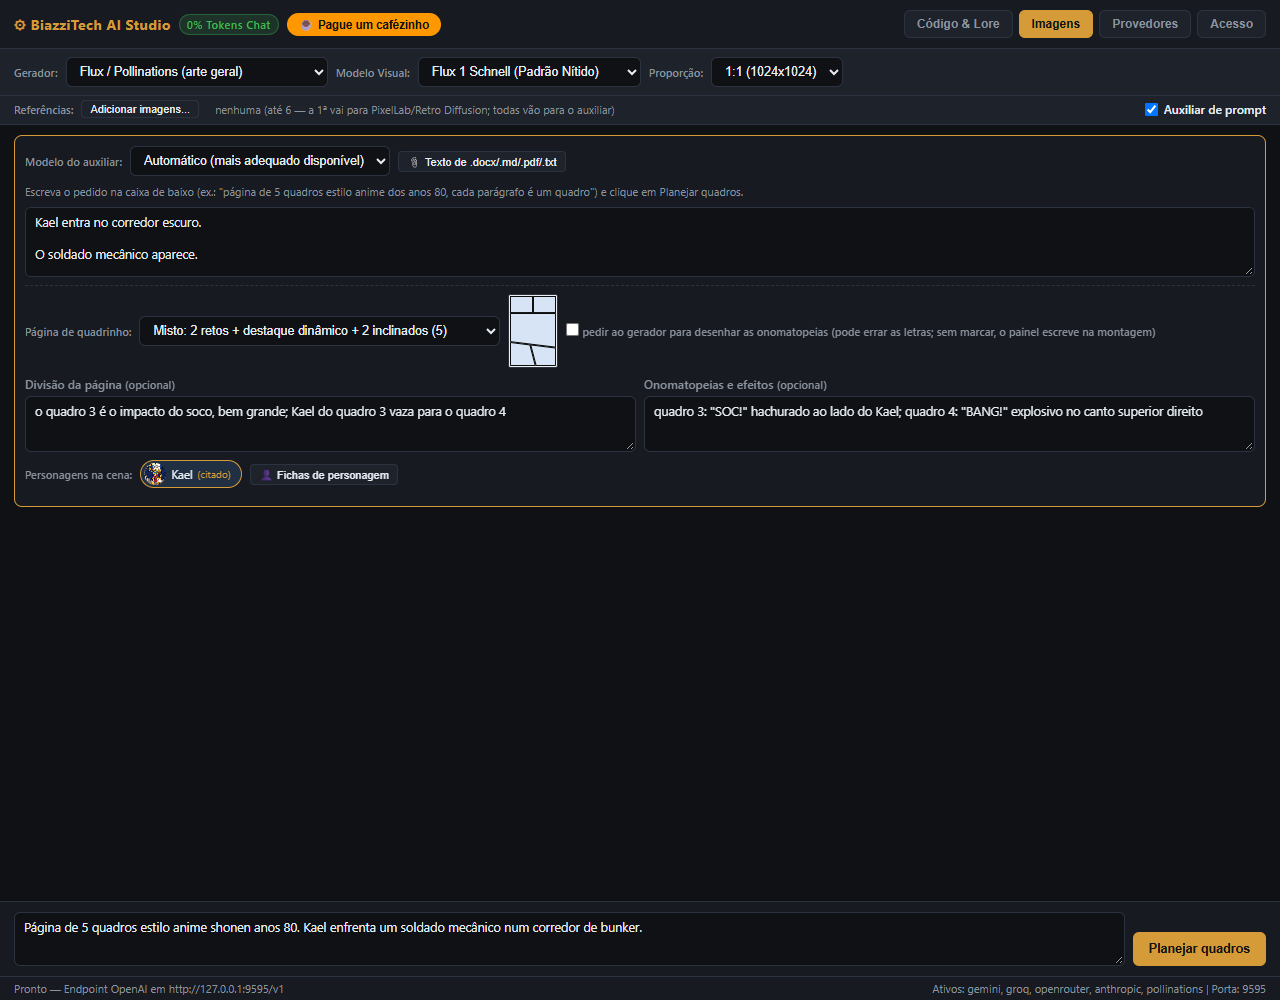 BiazziTech AI Studio
0% Tokens Chat
Pague um cafézinho
Código & Lore
Imagens
Provedores
Acesso
Gerador: Flux / Pollinations (arte geral) Modelo Visual: Flux 1 Schnell (Padrão Nítido) Proporção: 1:1 (1024x1024)
Referências: Adicionar imagens... nenhuma (até 6 — a 1ª vai para PixelLab/Retro Diffusion; todas vão para o auxiliar) Auxiliar de prompt
Modelo do auxiliar: Automático (mais adequado disponível) Texto de .docx/.md/.pdf/.txt
Escreva o pedido na caixa de baixo (ex.: "página de 5 quadros estilo anime dos anos 80, cada parágrafo é um quadro") e clique em Planejar quadros.
Kael entra no corredor escuro.
O soldado mecânico aparece.
Página de quadrinho: Misto: 2 retos + destaque dinâmico + 2 inclinados (5) pedir ao gerador para desenhar as onomatopeias (pode errar as letras; sem marcar, o painel escreve na montagem)
Divisão da página (opcional)
o quadro 3 é o impacto do soco, bem grande; Kael do quadro 3 vaza para o quadro 4
Onomatopeias e efeitos (opcional)
quadro 3: "SOC!" hachurado ao lado do Kael; quadro 4: "BANG!" explosivo no canto superior direito
Personagens na cena: Kael (citado) Fichas de personagem
Página de 5 quadros estilo anime shonen anos 80. Kael enfrenta um soldado mecânico num corredor de bunker.
Planejar quadros
Pronto — Endpoint OpenAI em http://127.0.0.1:9595/v1
Ativos: gemini, groq, openrouter, anthropic, pollinations | Porta: 9595